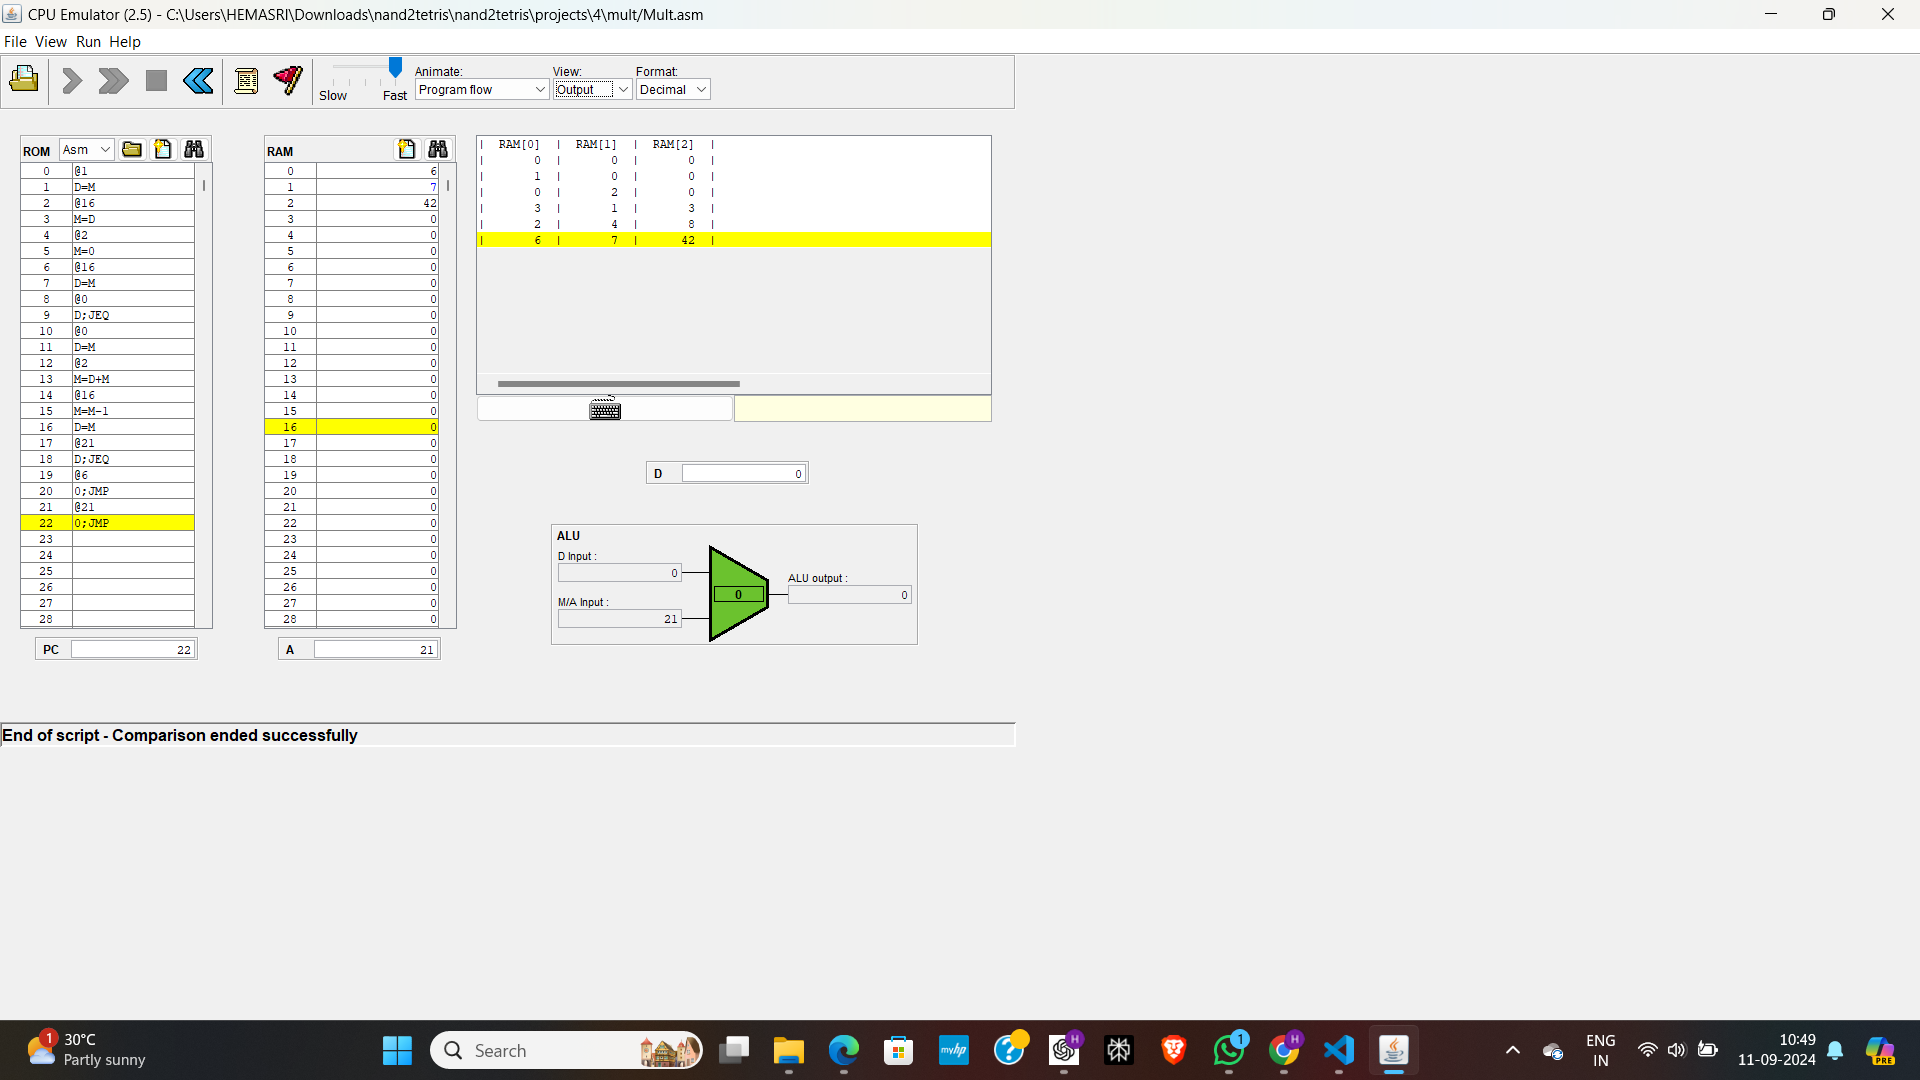 CPU Emulator (2.5) - C:\Users\HEMASRI\Downloads\nand2tetris\nand2tetris\projects\4\mult/Mult.asm
File View Run Help
Slow Fast
Animate:
Program flow
View:
Output
Format:
Decimal
ROM Asm
0 @1
1 D=M
2 @16
3 M=D
4 @2
5 M=0
6 @16
7 D=M
8 @0
9 D;JEQ
10 @0
11 D=M
12 @2
13 M=D+M
14 @16
15 M=M-1
16 D=M
17 @21
18 D;JEQ
19 @6
20 0;JMP
21 @21
22 0;JMP
23
24
25
26
27
28
PC 22
RAM
0 6
1 7
2 42
3 0
4 0
5 0
6 0
7 0
8 0
9 0
10 0
11 0
12 0
13 0
14 0
15 0
16 0
17 0
18 0
19 0
20 0
21 0
22 0
23 0
24 0
25 0
26 0
27 0
28 0
A 21
| RAM[0] | RAM[1] | RAM[2] |
| 0 | 0 | 0 |
| 1 | 0 | 0 |
| 0 | 2 | 0 |
| 3 | 1 | 3 |
| 2 | 4 | 8 |
| 6 | 7 | 42 |
D 0
ALU
D Input :
0
M/A Input :
21
0
ALU output :
0
End of script - Comparison ended successfully
1
30°C
Partly sunny
Search
myhp
H
1
H
ENG
IN
10:49
11-09-2024
PRE